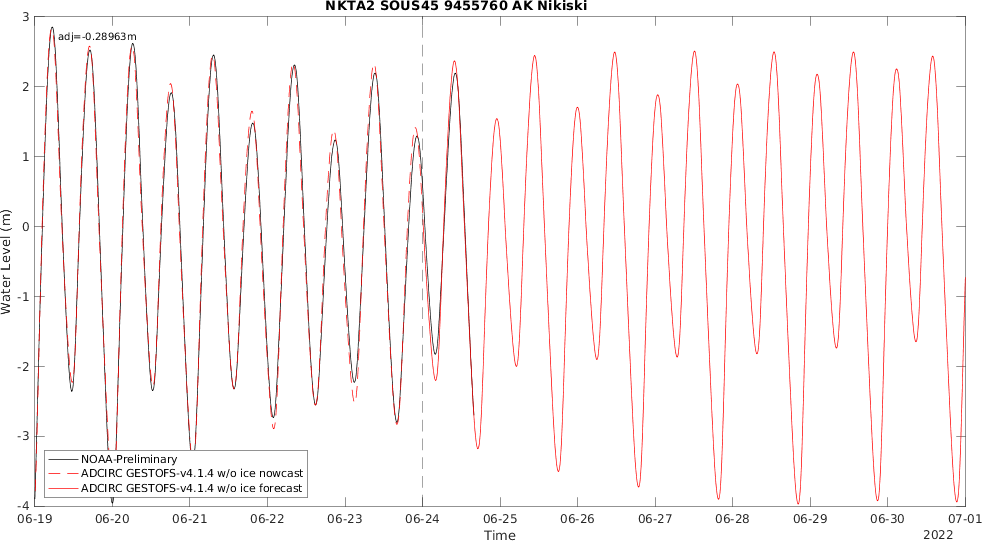 NKTA2 SOUS45 9455760 AK Nikiski
adj=-0.28963m
Water Level (m)
3
2
1
0
-1
-2
-3
-4
NOAA-Preliminary
ADCIRC GESTOFS-v4.1.4 w/o ice nowcast
ADCIRC GESTOFS-v4.1.4 w/o ice forecast
06-19 06-20 06-21 06-22 06-23 06-24 06-25 06-26 06-27 06-28 06-29 06-30 07-01
Time
2022